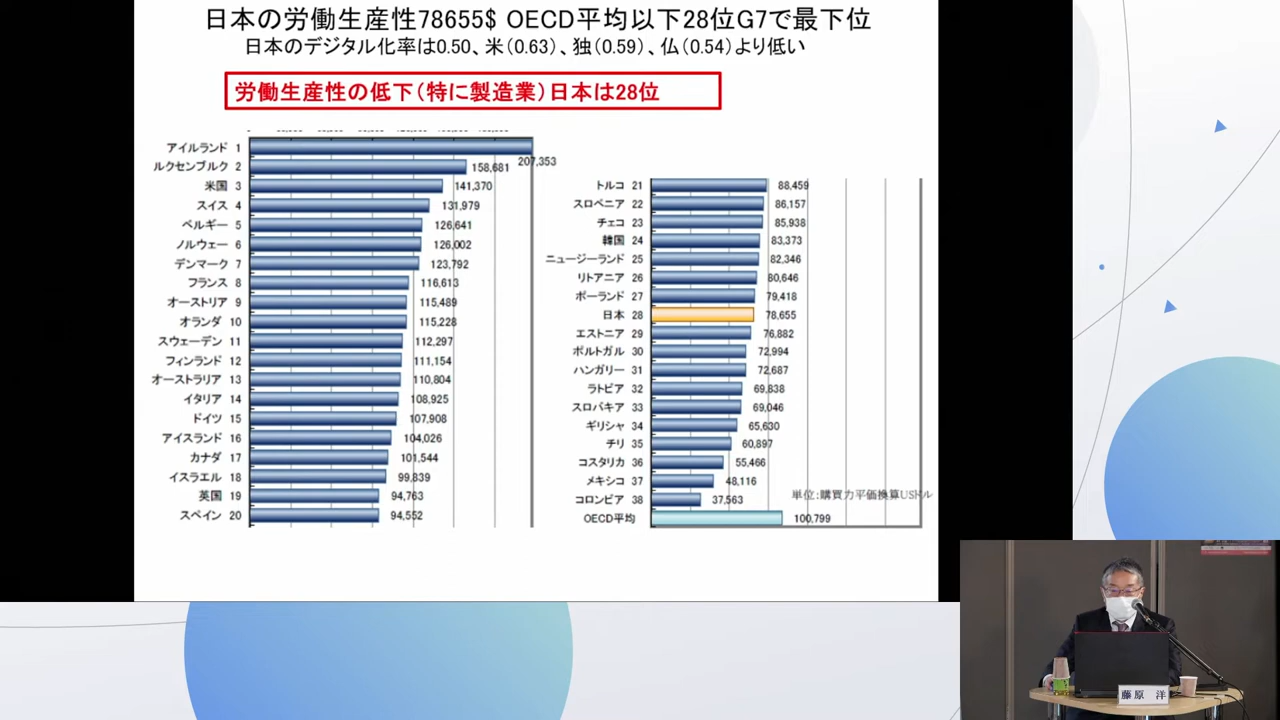 日本の労働生産性78655$ OECD平均以下28位G7で最下位
日本のデジタル化率は0.50、米(0.63)、独(0.59)、仏(0.54)より低い
労働生産性の低下(特に製造業)日本は28位
アイルランド 1 207,353
ルクセンブルク 2 158,681
米国 3 141,370
スイス 4 131,979
ベルギー 5 126,641
ノルウェー 6 126,002
デンマーク 7 123,792
フランス 8 116,613
オーストリア 9 115,489
オランダ 10 115,228
スウェーデン 11 112,297
フィンランド 12 111,154
オーストラリア 13 110,804
イタリア 14 108,925
ドイツ 15 107,908
アイスランド 16 104,026
カナダ 17 101,544
イスラエル 18 99,839
英国 19 94,763
スペイン 20 94,552
トルコ 21 88,459
スロベニア 22 86,157
チェコ 23 85,938
韓国 24 83,373
ニュージーランド 25 82,346
リトアニア 26 80,646
ポーランド 27 79,418
日本 28 78,655
エストニア 29 76,882
ポルトガル 30 72,994
ハンガリー 31 72,687
ラトビア 32 69,838
スロバキア 33 69,046
ギリシャ 34 65,630
チリ 35 60,897
コスタリカ 36 55,466
メキシコ 37 48,116
コロンビア 38 37,563
単位:購買力平価換算USドル
OECD平均 100,799
藤原 洋